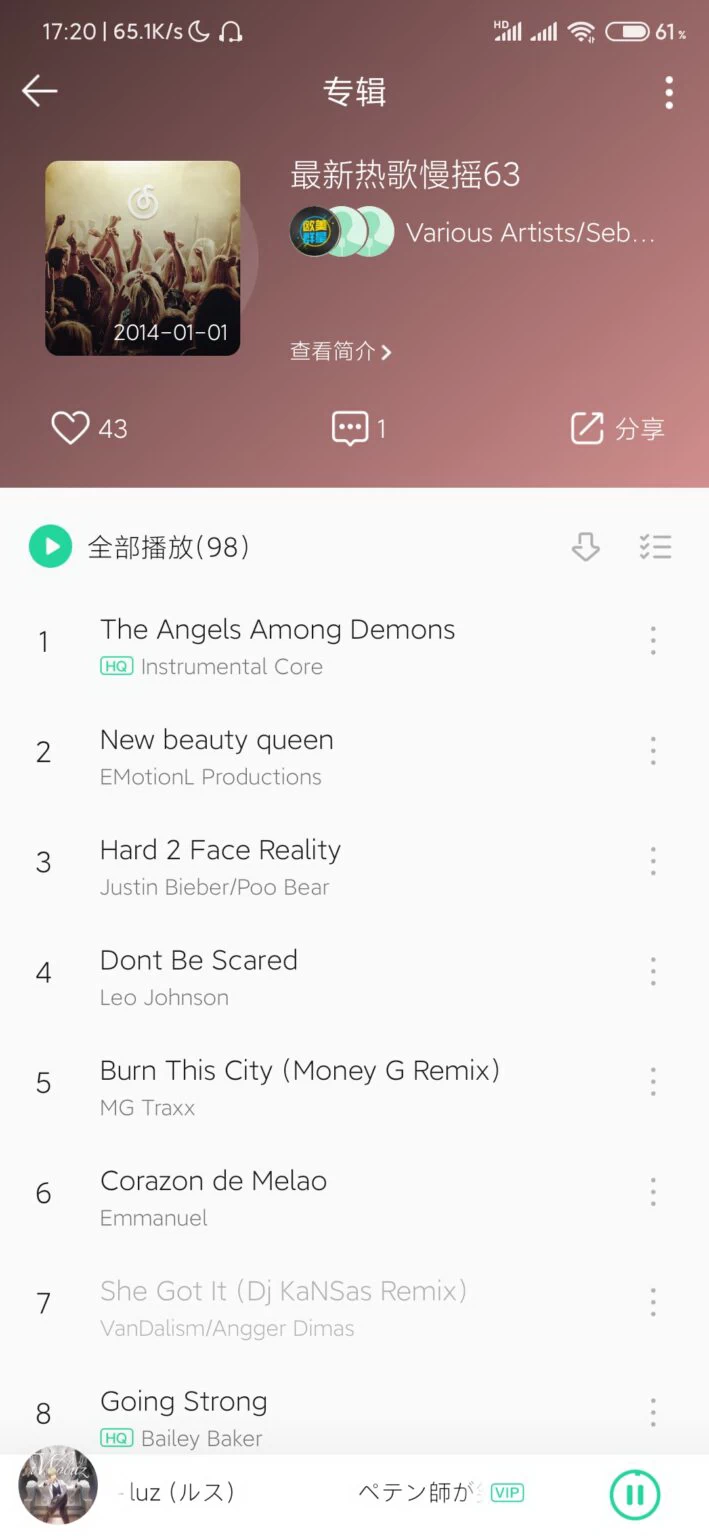 17:20 | 65.1K/s HD 61%
专辑
最新热歌慢摇63
欧美
群星
Various Artists/Seb...
2014-01-01
查看简介
43
1
分享
全部播放(98)
1
The Angels Among Demons
HQ Instrumental Core
2
New beauty queen
EMotionL Productions
3
Hard 2 Face Reality
Justin Bieber/Poo Bear
4
Dont Be Scared
Leo Johnson
5
Burn This City (Money G Remix)
MG Traxx
6
Corazon de Melao
Emmanuel
7
She Got It (Dj KaNSas Remix)
VanDalism/Angger Dimas
8
Going Strong
HQ Bailey Baker
- luz (ルス) ペテン師が VIP